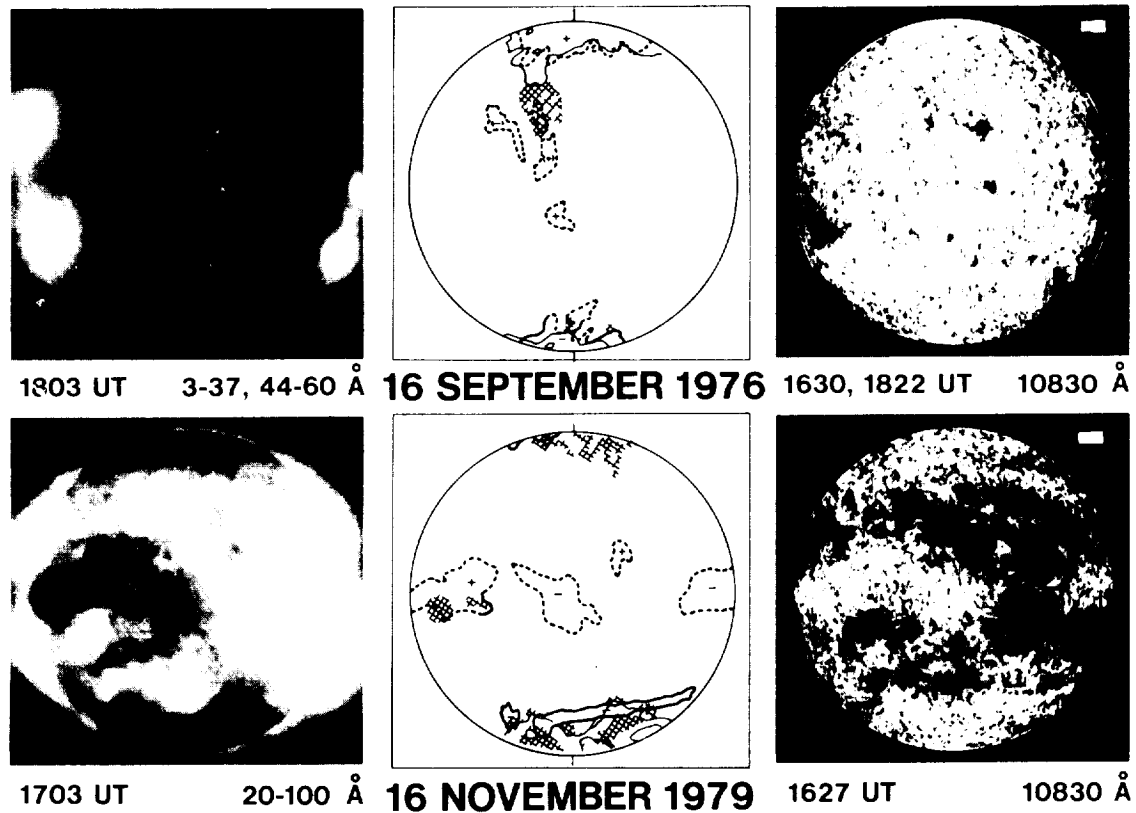 1803 UT 3-37, 44-60 Å
16 SEPTEMBER 1976
1630, 1822 UT 10830 Å
1703 UT 20-100 Å
16 NOVEMBER 1979
1627 UT 10830 Å